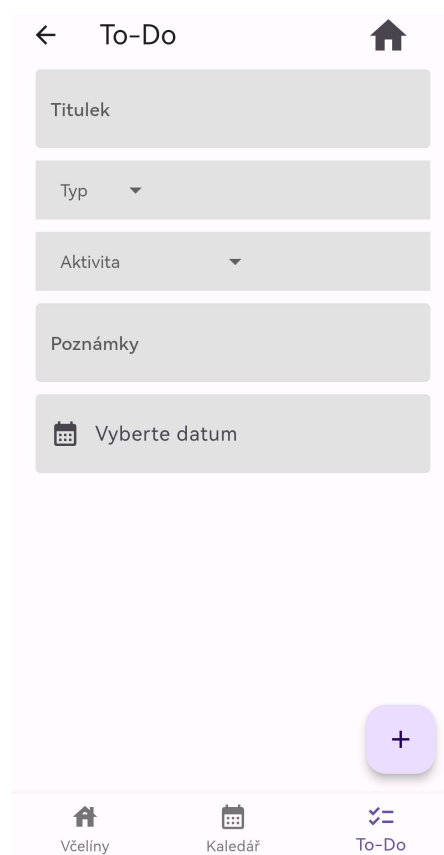 To-Do
Titulek
Typ
Aktivita
Poznámky
Vyberte datum
Včelíny
Kaledář
To-Do